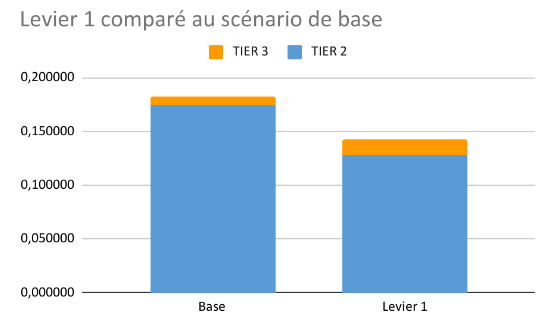 Levier 1 comparé au scénario de base
TIER 3 TIER 2
0,200000
0,150000
0,100000
0,050000
0,000000
Base Levier 1